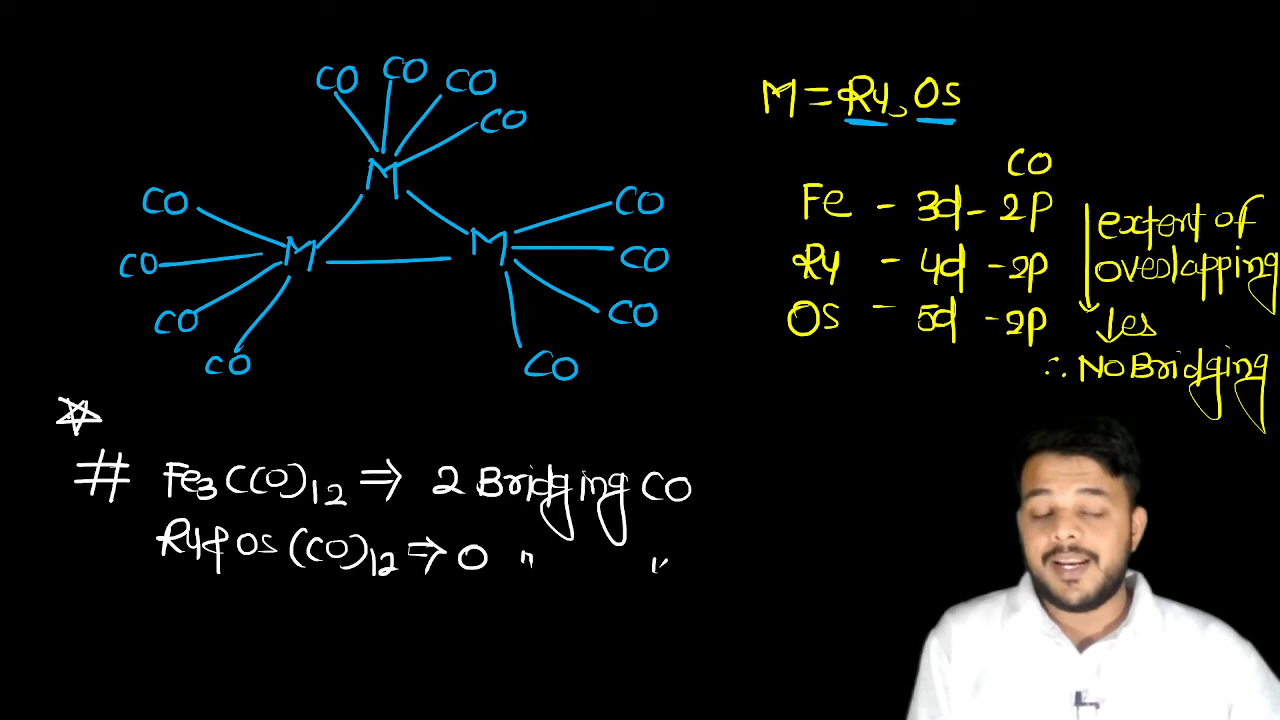 CO CO CO
CO
M
CO CO
M M
CO CO
CO CO
CO CO
M = Ru, Os
CO
Fe - 3d - 2p
Ru - 4d - 2p
Os - 5d - 2p
extent of
overlapping
↓es
∴ No Bridging
# Fe3(CO)12 ⇒ 2 Bridging CO
Ru & Os (CO)12 ⇒ 0 " "